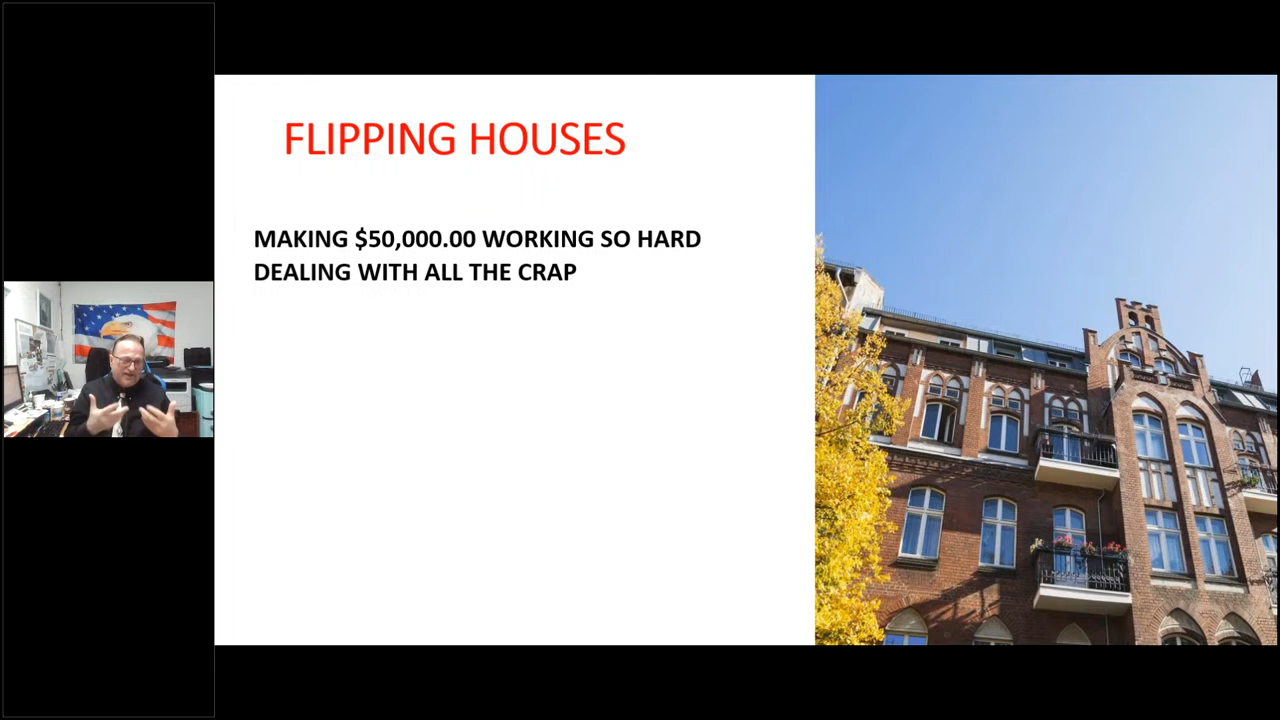 FLIPPING HOUSES
MAKING $50,000.00 WORKING SO HARD
DEALING WITH ALL THE CRAP